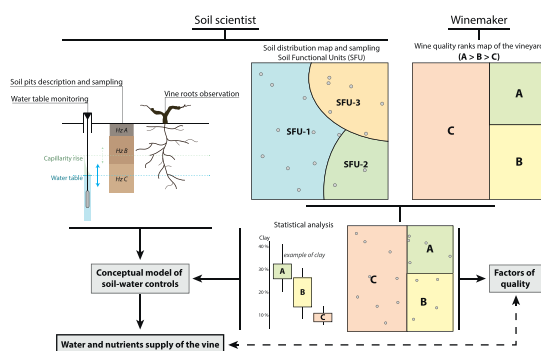 Soil scientist
Winemaker
Soil distribution map and sampling
Soil Functional Units (SFU)
Wine quality ranks map of the vineyard
(A > B > C)
Soil pits description and sampling
Water table monitoring
Vine roots observation
Hz A
Hz B
Hz C
Capillarity rise
Water table
SFU-3
SFU-1
SFU-2
C
A
B
Statistical analysis
Clay
example of clay
40 %
30 %
20 %
10 %
A
B
C
C
A
B
Conceptual model of
soil-water controls
Factors of
quality
Water and nutrients supply of the vine